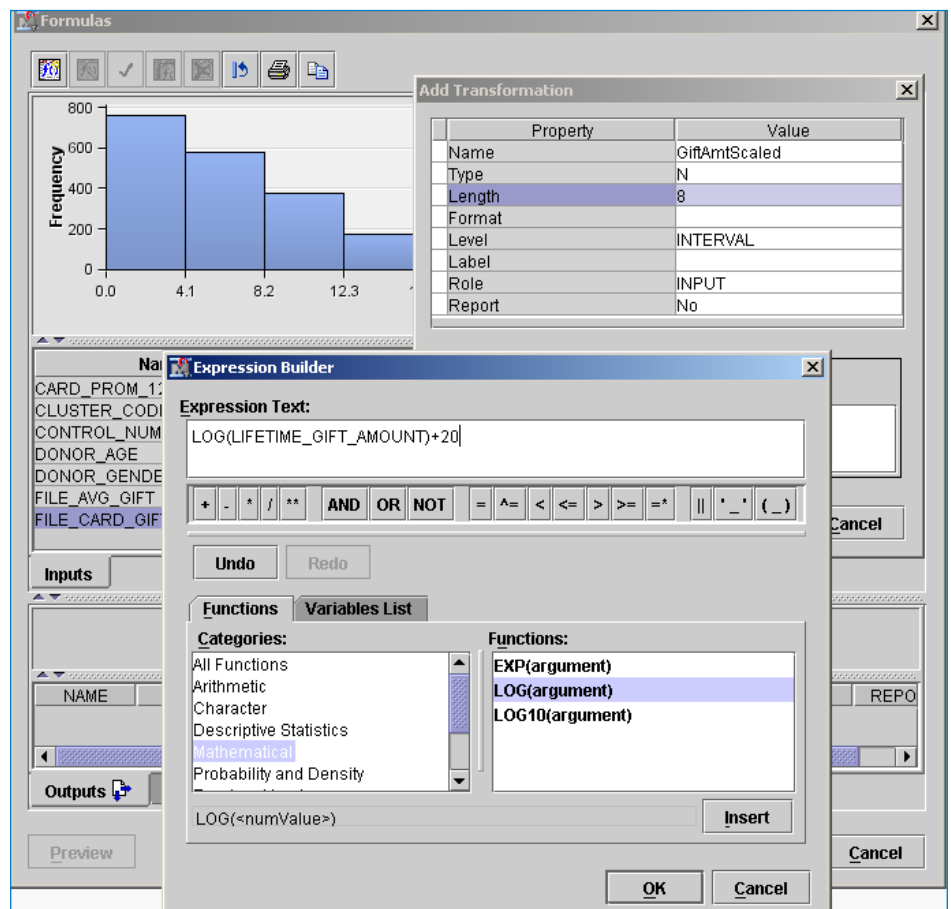 Formulas
800
600
400
200
0
Frequency
0.0 4.1 8.2 12.3
Add Transformation
Property Value
Name GiftAmtScaled
Type N
Length 8
Format
Level INTERVAL
Label
Role INPUT
Report No
Cancel
CARD_PROM_12
CLUSTER_CODE
CONTROL_NUM
DONOR_AGE
DONOR_GENDE
FILE_AVG_GIFT
FILE_CARD_GIF
Inputs
NAME REPO
Outputs
Preview Cancel
Expression Builder
Expression Text:
LOG(LIFETIME_GIFT_AMOUNT)+20
+ - * / ** AND OR NOT = ^= < <= > >= =* || '_' (_)
Undo Redo
Functions Variables List
Categories: Functions:
All Functions
Arithmetic
Character
Descriptive Statistics
Mathematical
Probability and Density
EXP(argument)
LOG(argument)
LOG10(argument)
LOG(<numValue>) Insert
OK Cancel